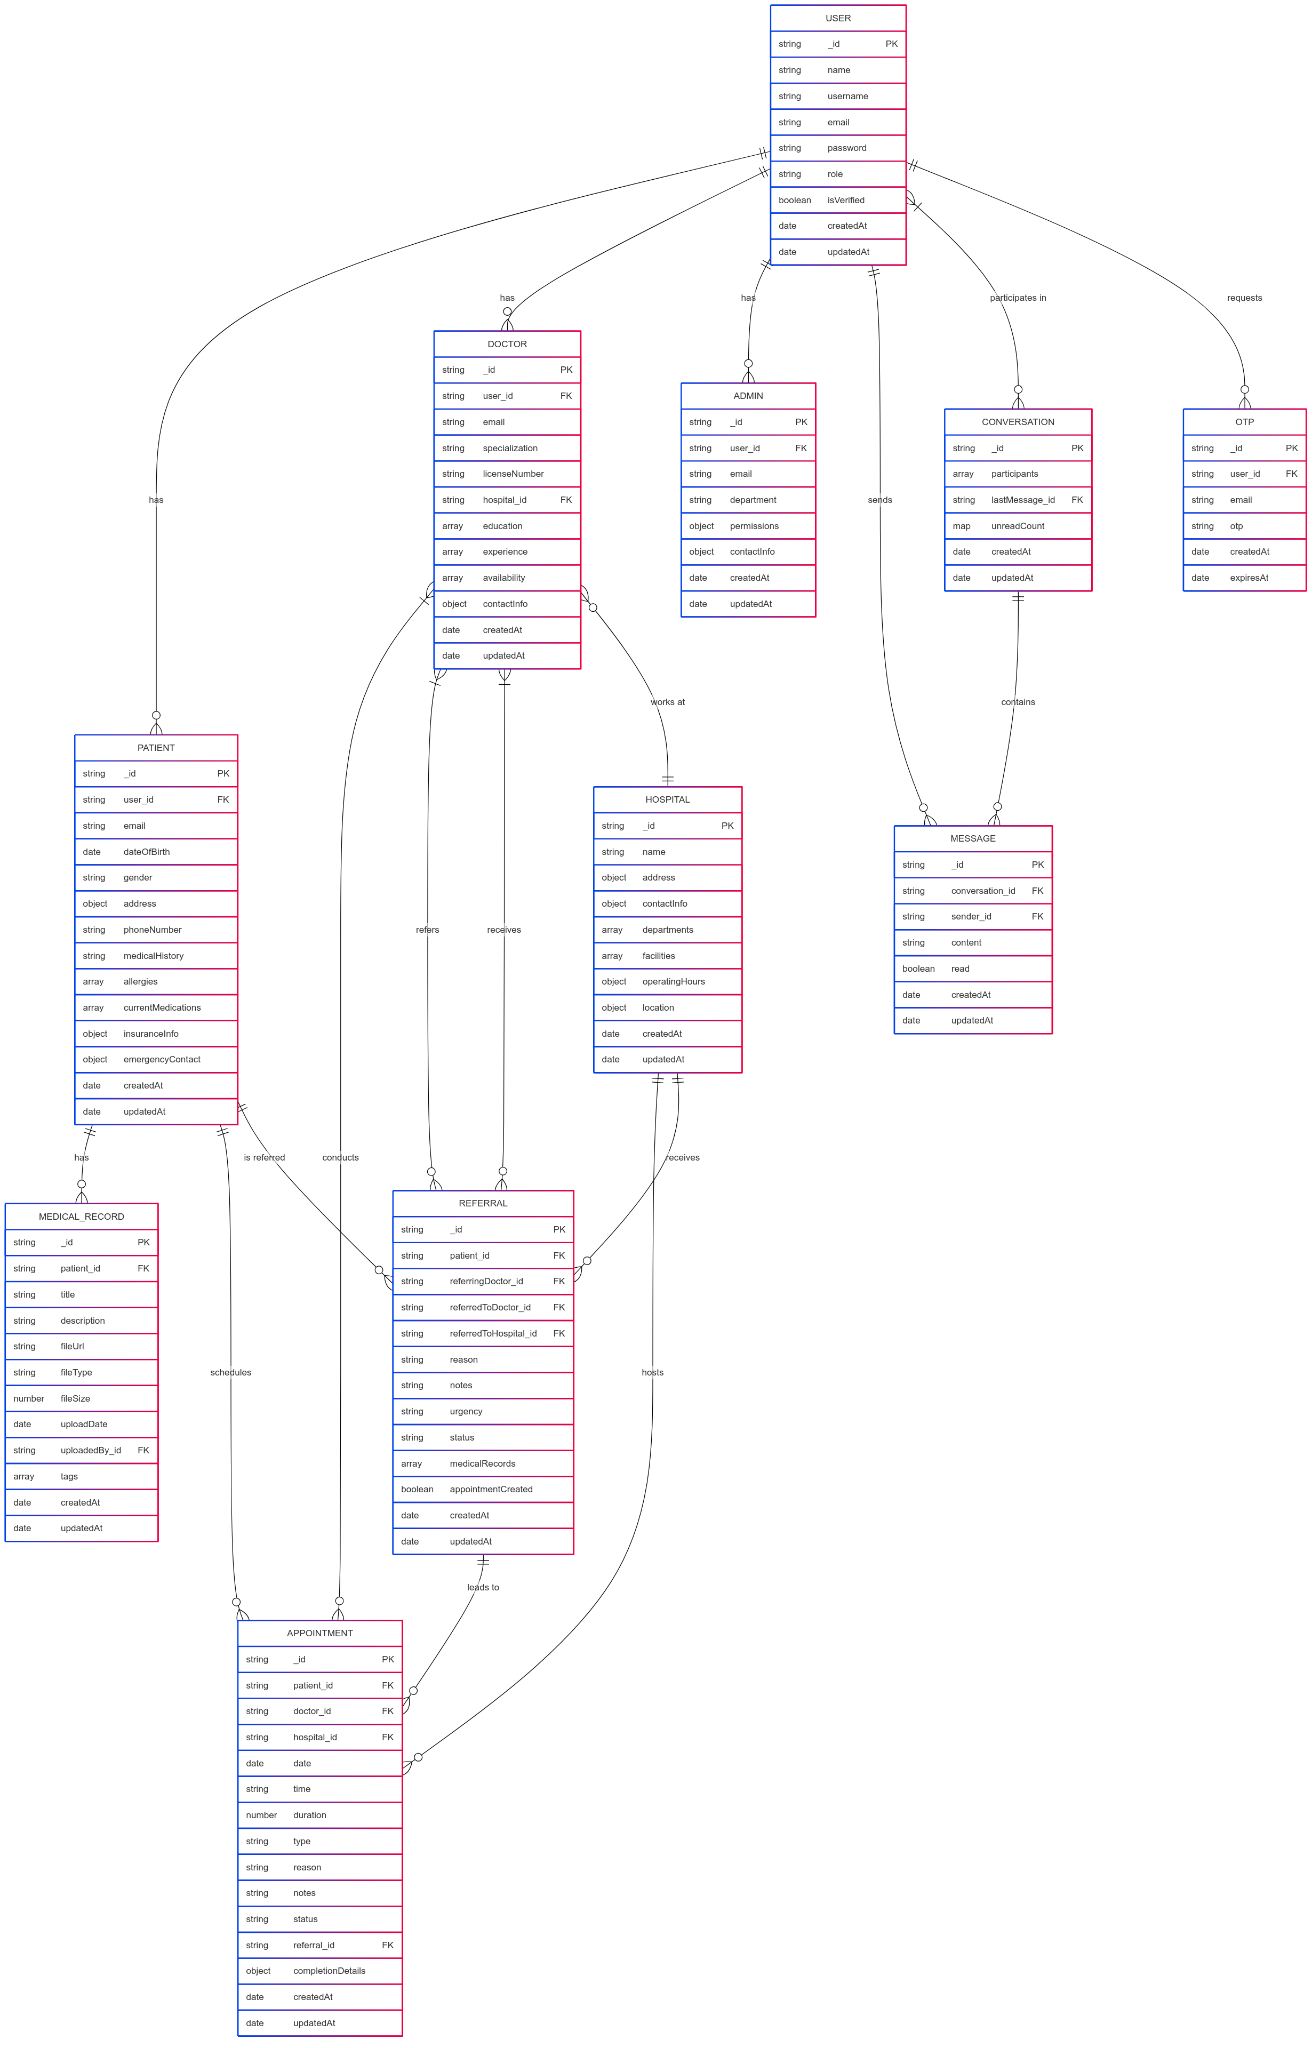 USER
string _id PK
string name
string username
string email
string password
string role
boolean isVerified
date createdAt
date updatedAt
has
has
participates in
requests
DOCTOR
string _id PK
string user_id FK
string email
string specialization
string licenseNumber
string hospital_id FK
array education
array experience
array availability
object contactInfo
date createdAt
date updatedAt
ADMIN
string _id PK
string user_id FK
string email
string department
object permissions
object contactInfo
date createdAt
date updatedAt
CONVERSATION
string _id PK
array participants
string lastMessage_id FK
map unreadCount
date createdAt
date updatedAt
OTP
string _id PK
string user_id FK
string email
string otp
date createdAt
date expiresAt
has
sends
works at
contains
PATIENT
string _id PK
string user_id FK
string email
date dateOfBirth
string gender
object address
string phoneNumber
string medicalHistory
array allergies
array currentMedications
object insuranceInfo
object emergencyContact
date createdAt
date updatedAt
refers
receives
HOSPITAL
string _id PK
string name
object address
object contactInfo
array departments
array facilities
object operatingHours
object location
date createdAt
date updatedAt
MESSAGE
string _id PK
string conversation_id FK
string sender_id FK
string content
boolean read
date createdAt
date updatedAt
has
is referred
conducts
receives
MEDICAL_RECORD
string _id PK
string patient_id FK
string title
string description
string fileUrl
string fileType
number fileSize
date uploadDate
string uploadedBy_id FK
array tags
date createdAt
date updatedAt
schedules
REFERRAL
string _id PK
string patient_id FK
string referringDoctor_id FK
string referredToDoctor_id FK
string referredToHospital_id FK
string reason
string notes
string urgency
string status
array medicalRecords
boolean appointmentCreated
date createdAt
date updatedAt
hosts
leads to
APPOINTMENT
string _id PK
string patient_id FK
string doctor_id FK
string hospital_id FK
date date
string time
number duration
string type
string reason
string notes
string status
string referral_id FK
object completionDetails
date createdAt
date updatedAt